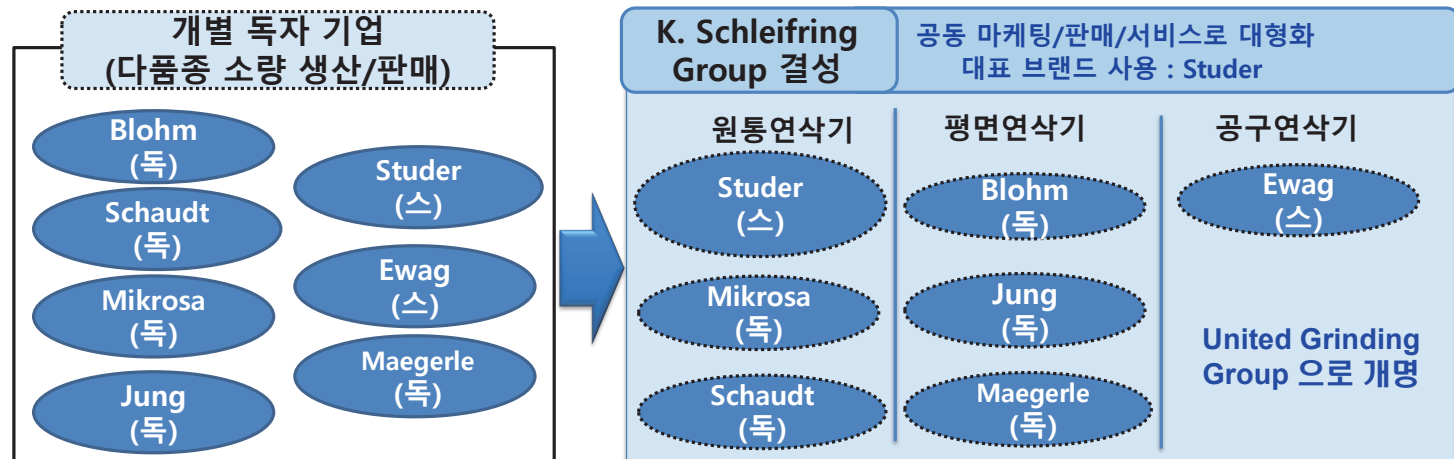 개별 독자 기업
(다품종 소량 생산/판매)
Blohm
(독)
Schaudt
(독)
Mikrosa
(독)
Jung
(독)
Studer
(스)
Ewag
(스)
Maegerle
(독)
K. Schleifring
Group 결성
공동 마케팅/판매/서비스로 대형화
대표 브랜드 사용 : Studer
원통연삭기
Studer
(스)
Mikrosa
(독)
Schaudt
(독)
평면연삭기
Blohm
(독)
Jung
(독)
Maegerle
(독)
공구연삭기
Ewag
(스)
United Grinding
Group 으로 개명